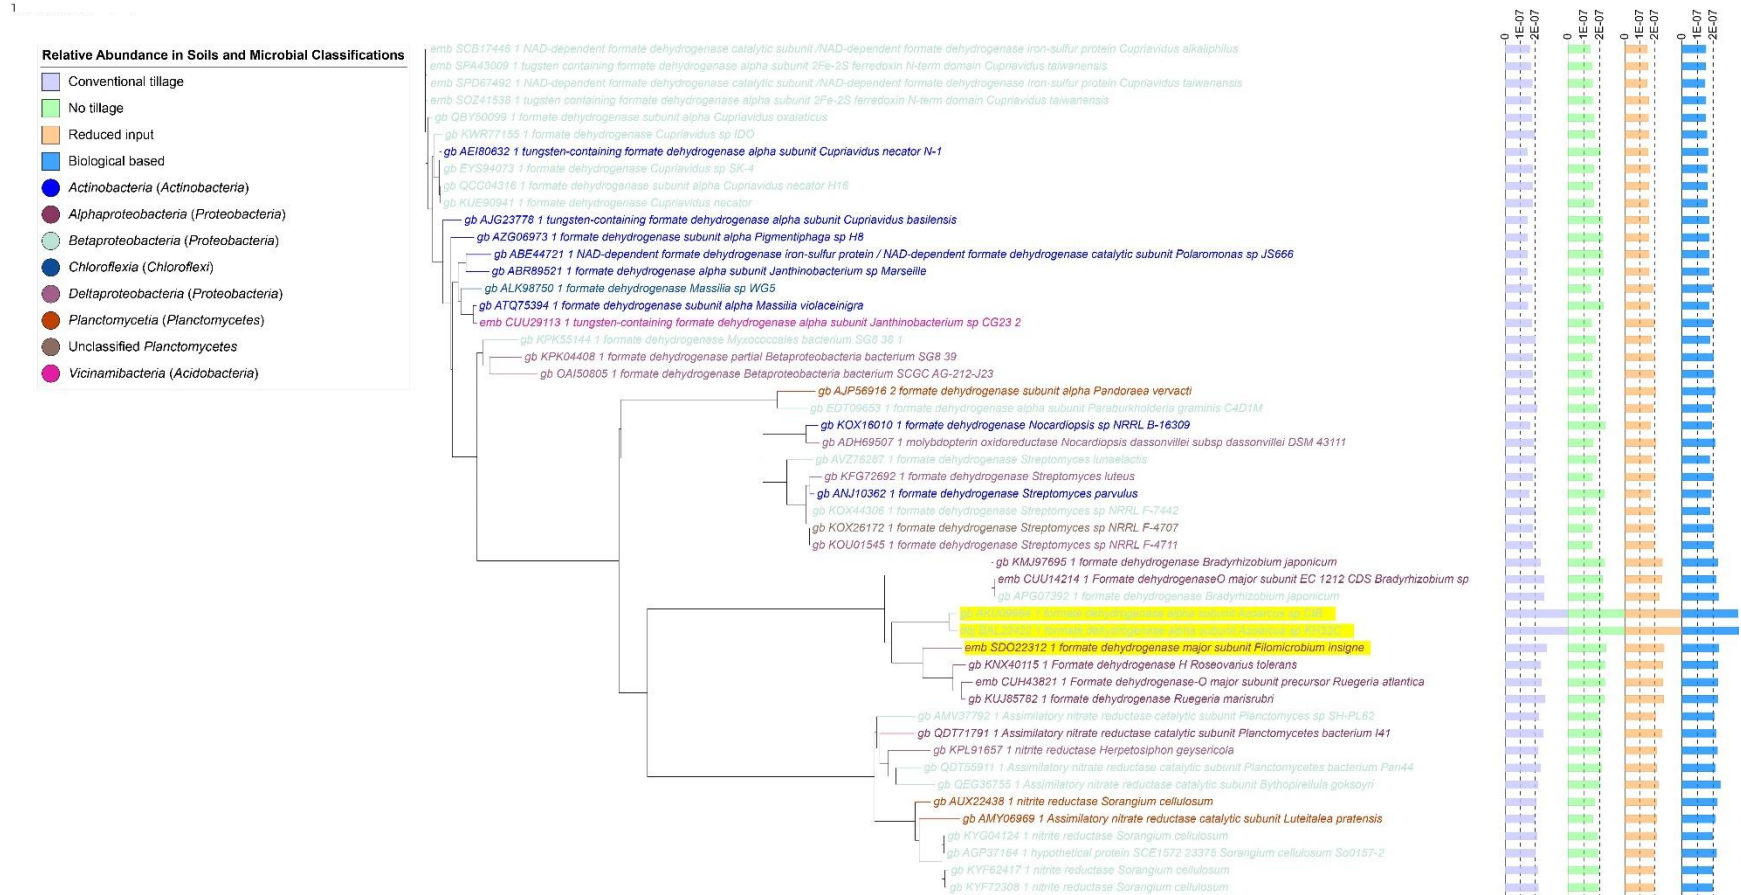 1
Relative Abundance in Soils and Microbial Classifications
Conventional tillage
No tillage
Reduced input
Biological based
Actinobacteria (Actinobacteria)
Alphaproteobacteria (Proteobacteria)
Betaproteobacteria (Proteobacteria)
Chloroflexia (Chloroflexi)
Deltaproteobacteria (Proteobacteria)
Planctomycetia (Planctomycetes)
Unclassified Planctomycetes
Vicinamibacteria (Acidobacteria)
0 1E-07 2E-07
0 1E-07 2E-07
0 1E-07 2E-07
0 1E-07 2E-07
emb SCB17446 1 NAD-dependent formate dehydrogenase catalytic subunit /NAD-dependent formate dehydrogenase iron-sulfur protein Cupriavidus alkaliphilus
emb SPA43009 1 tugsten containing formate dehydrogenase alpha subunit 2Fe-2S ferredoxin N-term domain Cupriavidus taiwanensis
emb SPD67492 1 NAD-dependent formate dehydrogenase catalytic subunit /NAD-dependent formate dehydrogenase iron-sulfur protein Cupriavidus taiwanensis
emb SOZ41536 1 tugsten containing formate dehydrogenase alpha subunit 2Fe-2S ferredoxin N-term domain Cupriavidus taiwanensis
gb QBY50099 1 formate dehydrogenase subunit alpha Cupriavidus oxalaticus
gb KWR77155 1 formate dehydrogenase Cupriavidus sp IDO
gb AEI80632 1 tungsten-containing formate dehydrogenase alpha subunit Cupriavidus necator N-1
gb EYS94073 1 formate dehydrogenase Cupriavidus sp SK-4
gb QCC04316 1 formate dehydrogenase subunit alpha Cupriavidus necator H16
gb KUE90941 1 formate dehydrogenase Cupriavidus necator
gb AJG23778 1 tungsten-containing formate dehydrogenase alpha subunit Cupriavidus basilensis
gb AZG06973 1 formate dehydrogenase subunit alpha Pigmentiphaga sp H8
gb ABE44721 1 NAD-dependent formate dehydrogenase iron-sulfur protein / NAD-dependent formate dehydrogenase catalytic subunit Polaromonas sp JS666
gb ABR89521 1 formate dehydrogenase alpha subunit Janthinobacterium sp Marseille
gb ALK98750 1 formate dehydrogenase Massilia sp WG5
gb ATQ75394 1 formate dehydrogenase subunit alpha Massilia violaceinigra
emb CUU29113 1 tungsten-containing formate dehydrogenase alpha subunit Janthinobacterium sp CG23 2
gb KPK55144 1 formate dehydrogenase Myxococcales bacterium SG8 38 1
gb KPK04408 1 formate dehydrogenase partial Betaproteobacteria bacterium SG8 39
gb OAI50805 1 formate dehydrogenase Betaproteobacteria bacterium SCGC AG-212-J23
gb AJP56916 2 formate dehydrogenase subunit alpha Pandoraea vervacti
gb EDT09653 1 formate dehydrogenase alpha subunit Paraburkholderia graminis C4D1M
gb KOX16010 1 formate dehydrogenase Nocardiopsis sp NRRL B-16309
gb ADH69507 1 molybdopterin oxidoreductase Nocardiopsis dassonvillei subsp dassonvillei DSM 43111
gb AVZ76287 1 formate dehydrogenase Streptomyces lunaelactis
gb KFG72692 1 formate dehydrogenase Streptomyces luteus
gb ANJ10362 1 formate dehydrogenase Streptomyces parvulus
gb KOX44306 1 formate dehydrogenase Streptomyces sp NRRL F-7442
gb KOX26172 1 formate dehydrogenase Streptomyces sp NRRL F-4707
gb KOU01545 1 formate dehydrogenase Streptomyces sp NRRL F-4711
gb KMJ97695 1 formate dehydrogenase Bradyrhizobium japonicum
emb CUU14214 1 Formate dehydrogenaseO major subunit EC 1212 CDS Bradyrhizobium sp
gb APG07392 1 formate dehydrogenase Bradyrhizobium japonicum
1 formate dehydrogenase alpha subunit
1 formate dehydrogenase alpha subunit
emb SDO22312 1 formate dehydrogenase major subunit Filomicrobium insigne
gb KNX40115 1 Formate dehydrogenase H Roseovarius tolerans
emb CUH43821 1 Formate dehydrogenase-O major subunit precursor Ruegeria atlantica
gb KUJ85782 1 formate dehydrogenase Ruegeria marisrubri
gb AMV37792 1 Assimilatory nitrate reductase catalytic subunit Planctomyces sp SH-PL62
gb QDT71791 1 Assimilatory nitrate reductase catalytic subunit Planctomycetes bacterium I41
gb KPL91657 1 nitrite reductase Herpetosiphon geysericola
gb QDT55911 1 Assimilatory nitrate reductase catalytic subunit Planctomycetes bacterium Pan44
gb QEG36755 1 Assimilatory nitrate reductase catalytic subunit Bythopirellula goksoyri
gb AUX22438 1 nitrite reductase Sorangium cellulosum
gb AMY06969 1 Assimilatory nitrate reductase catalytic subunit Luteitalea pratensis
gb KYG04124 1 nitrite reductase Sorangium cellulosum
gb AGP37164 1 hypothetical protein SCE1572 23375 Sorangium cellulosum So0157-2
gb KYF62417 1 nitrite reductase Sorangium cellulosum
gb KYF72308 1 nitrite reductase Sorangium cellulosum